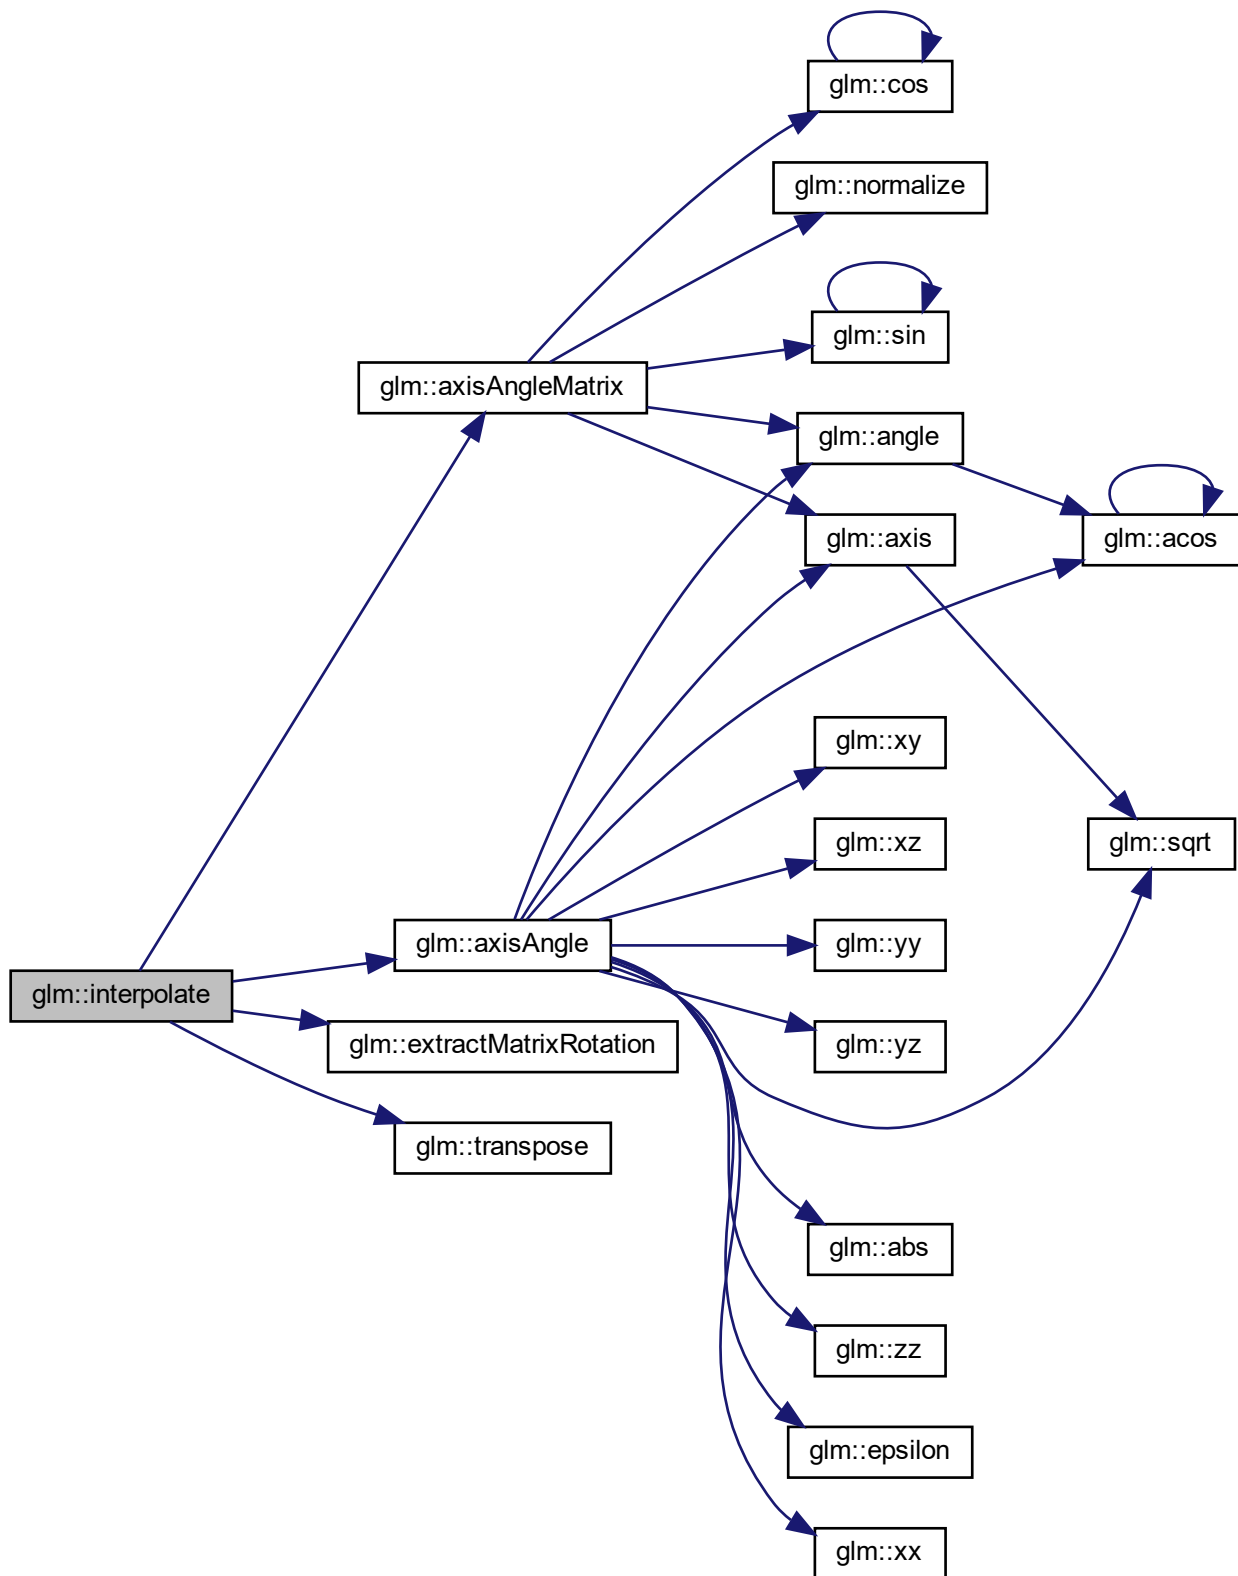 glm::cos
glm::normalize
glm::sin
glm::axisAngleMatrix
glm::angle
glm::axis
glm::acos
glm::xy
glm::xz
glm::sqrt
glm::axisAngle
glm::yy
glm::interpolate
glm::extractMatrixRotation
glm::yz
glm::transpose
glm::abs
glm::zz
glm::epsilon
glm::xx